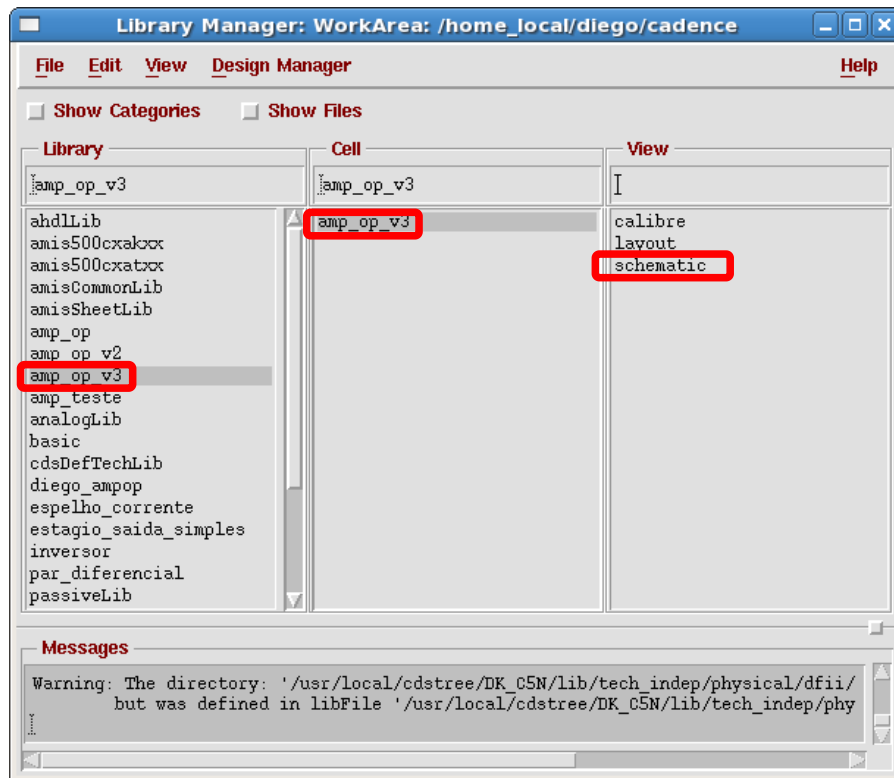 Library Manager: WorkArea: /home_local/diego/cadence
File Edit View Design Manager Help
Show Categories Show Files
Library Cell View
amp_op_v3 amp_op_v3
ahdlLib
amis500cxakxx
amis500cxatxx
amisCommonLib
amisSheetLib
amp_op
amp_op_v2
amp_op_v3
amp_teste
analogLib
basic
cdsDefTechLib
diego_ampop
espelho_corrente
estagio_saida_simples
inversor
par_diferencial
passiveLib
amp_op_v3
calibre
layout
schematic
Messages
Warning: The directory: '/usr/local/cdstree/DK_C5N/lib/tech_indep/physical/dfii/
but was defined in libFile '/usr/local/cdstree/DK_C5N/lib/tech_indep/phy